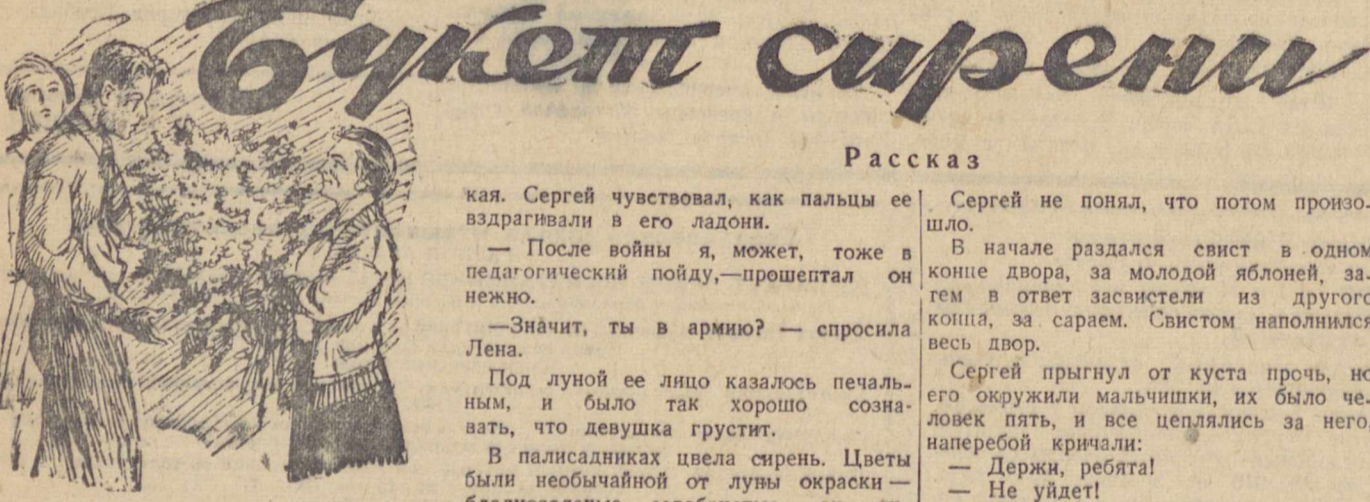 Букет сирени
Рассказ
кая. Сергей чувствовал, как пальцы ее
вздрагивали в его ладони.
— После войны я, может, тоже в
педагогический пойду,—прошептал он
нежно.
—Значит, ты в армию? — спросила
Лена.
Под луной ее лицо казалось печаль-
ным, и было так хорошо созна-
вать, что девушка грустит.
В палисадниках цвела сирень. Цветы
были необычайной от луны окраски —
Сергей не понял, что потом произо-
шло.
В начале раздался свист в одном
конце двора, за молодой яблоней, за-
тем в ответ засвистели из другого
конца, за сараем. Свистом наполнился
весь двор.
Сергей прыгнул от куста прочь, но
его окружили мальчишки, их было че-
ловек пять, и все цеплялись за него,
наперебой кричали:
— Держи, ребята!
— Не уйдет!